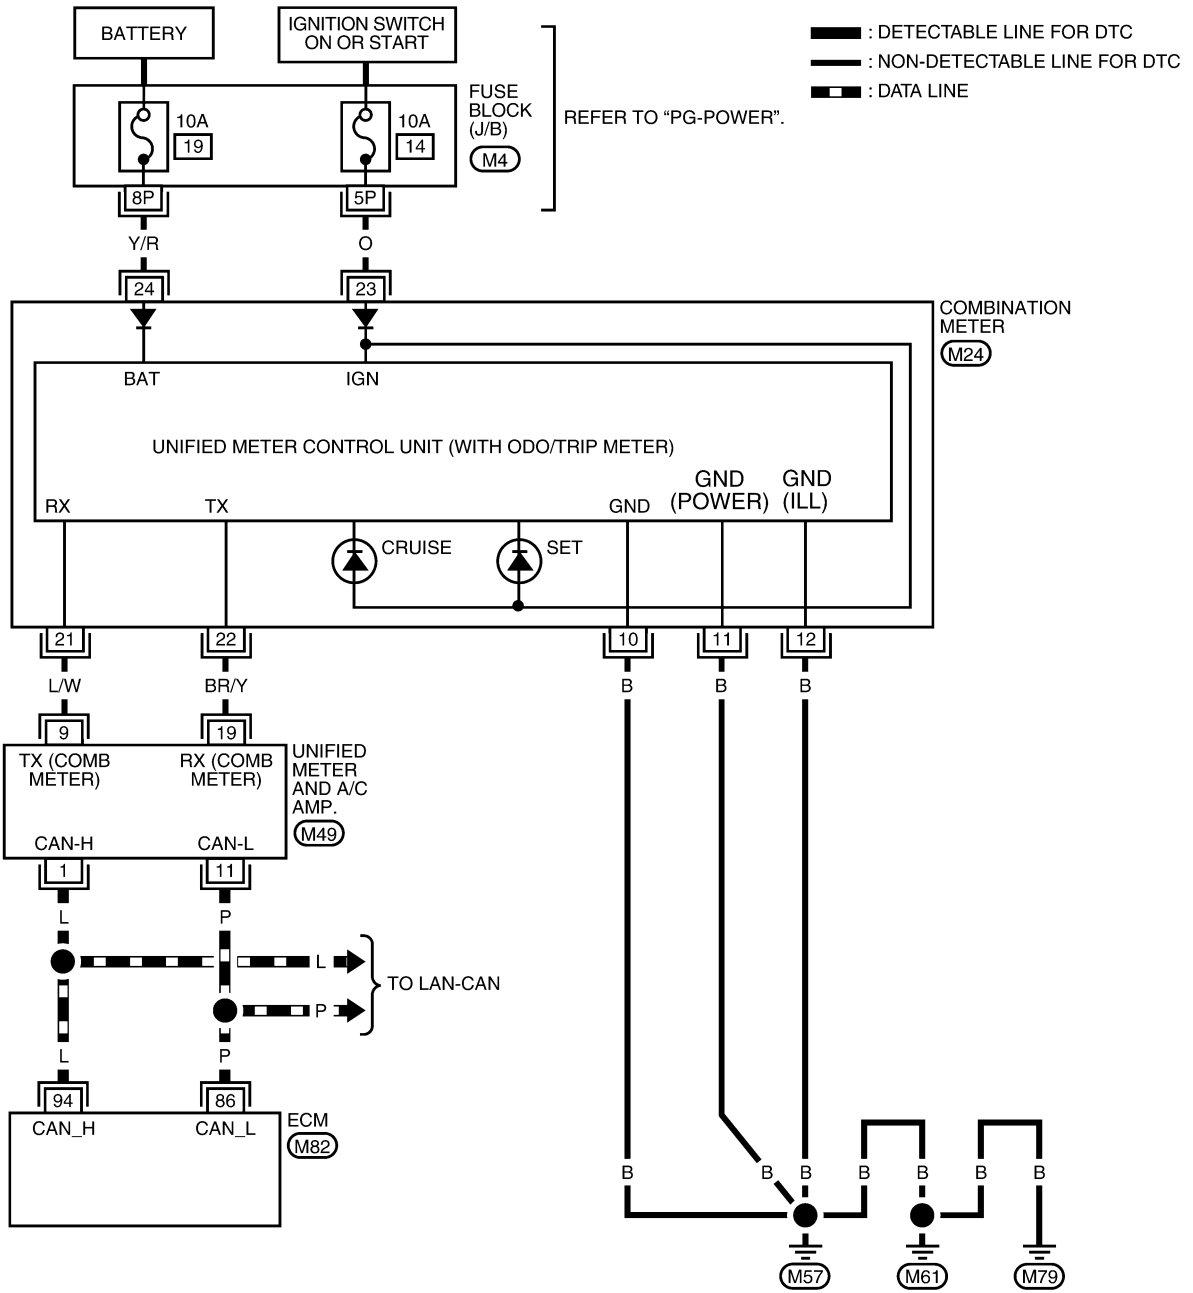 BATTERY
IGNITION SWITCH
ON OR START
: DETECTABLE LINE FOR DTC
: NON-DETECTABLE LINE FOR DTC
: DATA LINE
10A
19
10A
14
FUSE
BLOCK
(J/B)
M4
REFER TO “PG-POWER”.
8P
5P
Y/R
O
24
23
COMBINATION
METER
M24
BAT
IGN
UNIFIED METER CONTROL UNIT (WITH ODO/TRIP METER)
RX
TX
GND
GND
(POWER)
GND
(ILL)
CRUISE
SET
21
22
10
11
12
L/W
BR/Y
B
B
B
9
19
TX (COMB
METER)
RX (COMB
METER)
UNIFIED
METER
AND A/C
AMP.
M49
CAN-H
CAN-L
1
11
L
P
L
P
TO LAN-CAN
L
P
94
86
CAN_H
CAN_L
ECM
M82
B
B
B
B
B
B
B
M57
M61
M79